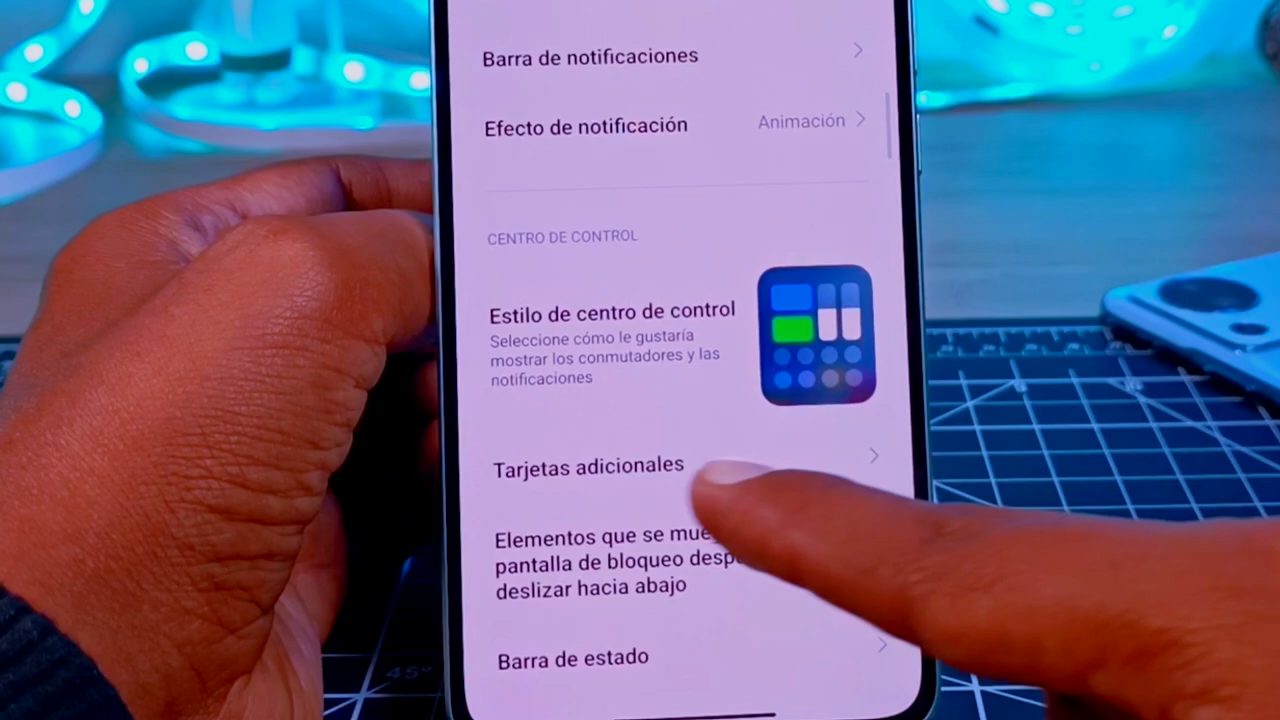 Barra de notificaciones
Efecto de notificación
Animación
CENTRO DE CONTROL
Estilo de centro de control
Seleccione cómo le gustaría
mostrar los conmutadores y las
notificaciones
Tarjetas adicionales
Elementos que se
pantalla de bloqueo
deslizar hacia abajo
Barra de estado
45°